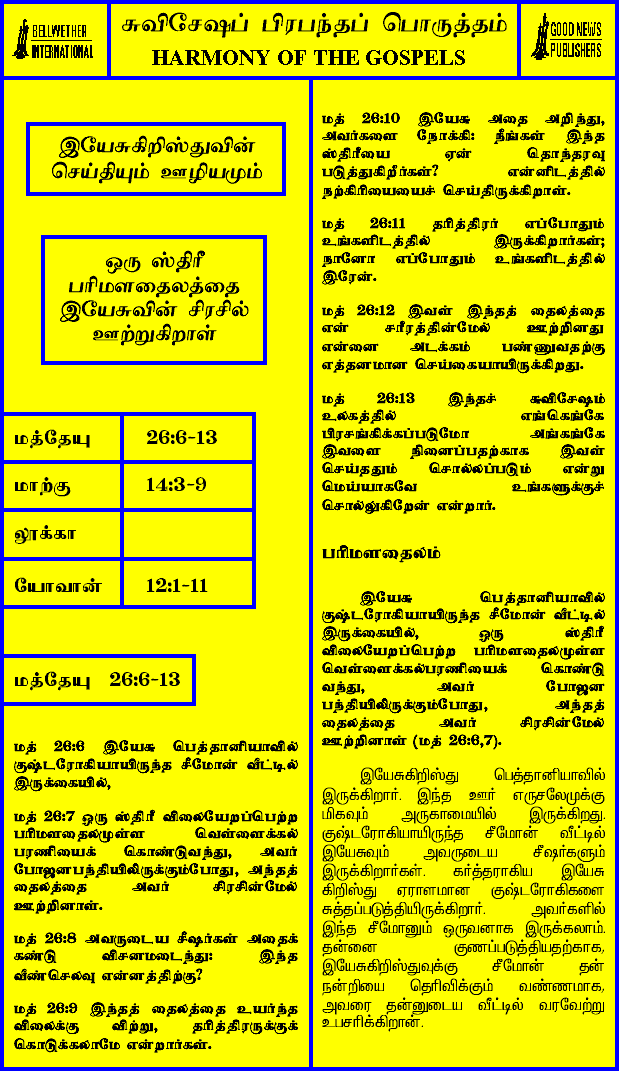 BELLWETHER
INTERNATIONAL
சுவிசேஷப் பிரபந்தப் பொருத்தம்
HARMONY OF THE GOSPELS
GOOD NEWS
PUBLISHERS
இயேசுகிறிஸ்துவின்
செய்தியும் ஊழியமும்
ஒரு ஸ்திரீ
பரிமளதைலத்தை
இயேசுவின் சிரசில்
ஊற்றுகிறாள்
மத்தேயு 26:6-13
மாற்கு 14:3-9
லூக்கா
யோவான் 12:1-11
மத்தேயு 26:6-13
மத் 26:6 இயேசு பெத்தானியாவில்
குஷ்டரோகியாயிருந்த சீமோன் வீட்டில்
இருக்கையில்,
மத் 26:7 ஒரு ஸ்திரீ விலையேறப்பெற்ற
பரிமளதைலமுள்ள வெள்ளைக்கல்
பரணியைக் கொண்டுவந்து, அவர்
போஜனபந்தியிலிருக்கும்போது, அந்தத்
தைலத்தை அவர் சிரசின்மேல்
ஊற்றினாள்.
மத் 26:8 அவருடைய சீஷர்கள் அதைக்
கண்டு விசனமடைந்து: இந்த
வீண்செலவு என்னத்திற்கு?
மத் 26:9 இந்தத் தைலத்தை உயர்ந்த
விலைக்கு விற்று, தரித்திரருக்குக்
கொடுக்கலாமே என்றார்கள்.
மத் 26:10 இயேசு அதை அறிந்து,
அவர்களை நோக்கி: நீங்கள் இந்த
ஸ்திரீயை ஏன் தொந்தரவு
படுத்துகிறீர்கள்? என்னிடத்தில்
நற்கிரியையைச் செய்திருக்கிறாள்.
மத் 26:11 தரித்திரர் எப்போதும்
உங்களிடத்தில் இருக்கிறார்கள்;
நானோ எப்போதும் உங்களிடத்தில்
இரேன்.
மத் 26:12 இவள் இந்தத் தைலத்தை
என் சரீரத்தின்மேல் ஊற்றினது
என்னை அடக்கம் பண்ணுவதற்கு
எத்தனமான செய்கையாயிருக்கிறது.
மத் 26:13 இந்தச் சுவிசேஷம்
உலகத்தில் எங்கெங்கே
பிரசங்கிக்கப்படுமோ அங்கங்கே
இவளை நினைப்பதற்காக இவள்
செய்ததும் சொல்லப்படும் என்று
மெய்யாகவே உங்களுக்குச்
சொல்லுகிறேன் என்றார்.
பரிமளதைலம்
இயேசு பெத்தானியாவில்
குஷ்டரோகியாயிருந்த சீமோன் வீட்டில்
இருக்கையில், ஒரு ஸ்திரீ
விலையேறப்பெற்ற பரிமளதைலமுள்ள
வெள்ளைக்கல்பரணியைக் கொண்டு
வந்து, அவர் போஜன
பந்தியிலிருக்கும்போது, அந்தத்
தைலத்தை அவர் சிரசின்மேல்
ஊற்றினாள் (மத் 26:6,7).
இயேசுகிறிஸ்து பெத்தானியாவில்
இருக்கிறார். இந்த ஊர் எருசலேமுக்கு
மிகவும் அருகாமையில் இருக்கிறது.
குஷ்டரோகியாயிருந்த சீமோன் வீட்டில்
இயேசுவும் அவருடைய சீஷர்களும்
இருக்கிறார்கள். கர்த்தராகிய இயேசு
கிறிஸ்து ஏராளமான குஷ்டரோகிகளை
சுத்தப்படுத்தியிருக்கிறார். அவர்களில்
இந்த சீமோனும் ஒருவனாக இருக்கலாம்.
தன்னை குணப்படுத்தியதற்காக,
இயேசுகிறிஸ்துவுக்கு சீமோன் தன்
நன்றியை தெரிவிக்கும் வண்ணமாக,
அவரை தன்னுடைய வீட்டில் வரவேற்று
உபசரிக்கிறான்.